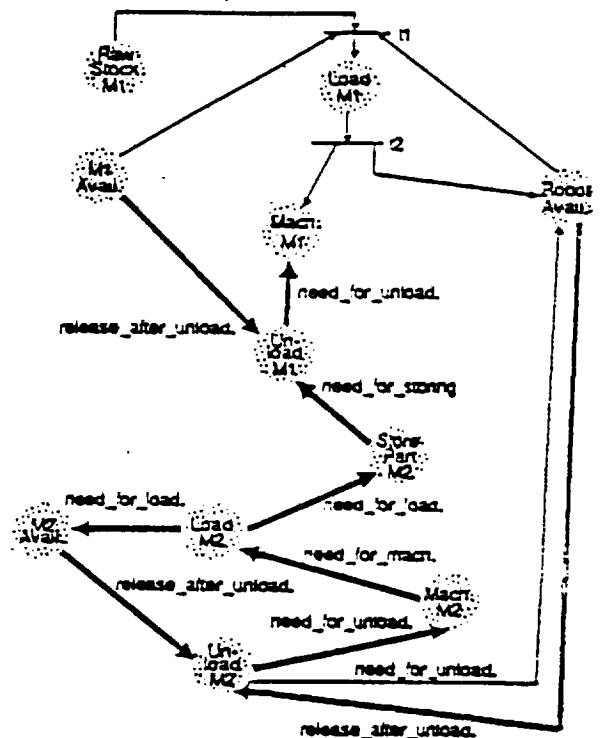 Raw
Stock
M1
t1
Load
M1
t2
M1
Avail.
Robot
Avail.
Mach.
M1
need_for_unload.
release_after_unload.
Un-
load
M1
need_for_storing
Store-
Part
M2
need_for_load.
need_for_load.
M2
Avail.
Load
M2
need_for_mach.
release_after_unload.
Mach.
M2
need_for_unload.
Un-
load
M2
need_for_unload.
release_after_unload.